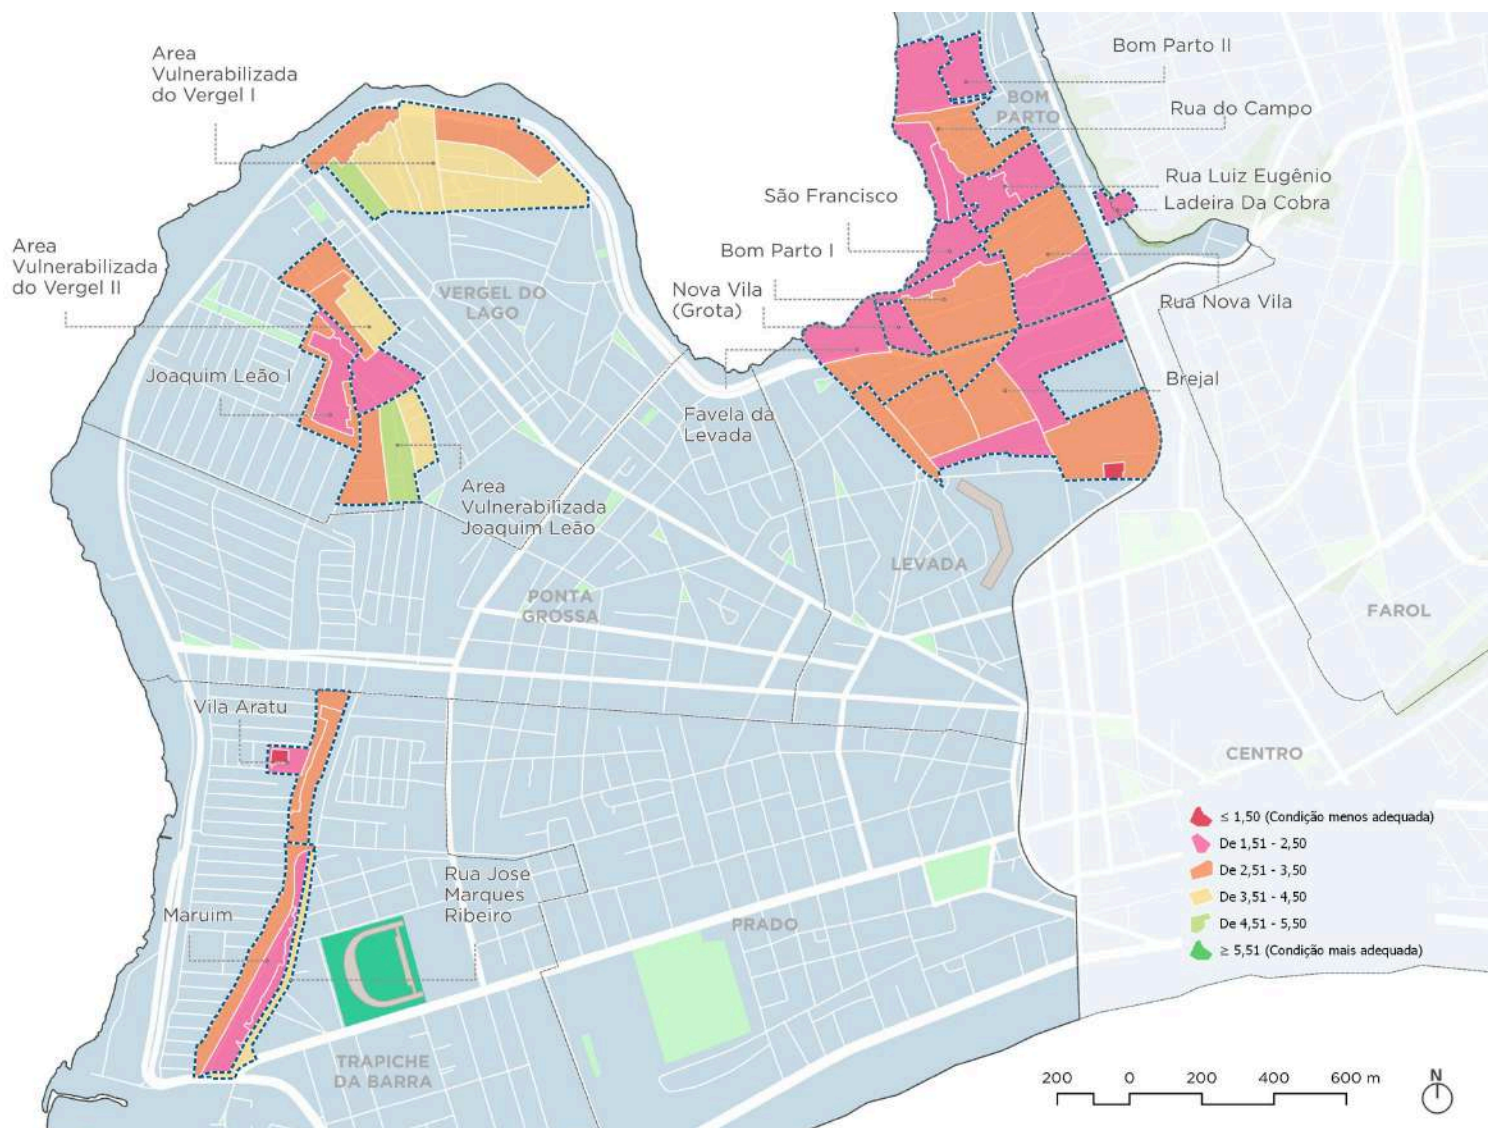 Area
Vulnerabilizada
do Vergel I
Bom Parto II
BOM
PARTO
Rua do Campo
Rua Luiz Eugênio
Ladeira Da Cobra
São Francisco
Bom Parto I
Nova Vila
(Grota)
Area
Vulnerabilizada
do Vergel II
VERGEL DO
LAGO
Rua Nova Vila
Joaquim Leão I
Brejal
Favela da
Levada
Area
Vulnerabilizada
Joaquim Leão
LEVADA
PONTA
GROSSA
FAROL
Vila Aratu
CENTRO
≤ 1,50 (Condição menos adequada)
De 1,51 - 2,50
De 2,51 - 3,50
De 3,51 - 4,50
De 4,51 - 5,50
≥ 5,51 (Condição mais adequada)
Rua Jose
Marques
Ribeiro
Maruim
PRADO
D
TRAPICHE
DA BARRA
200 0 200 400 600 m
N